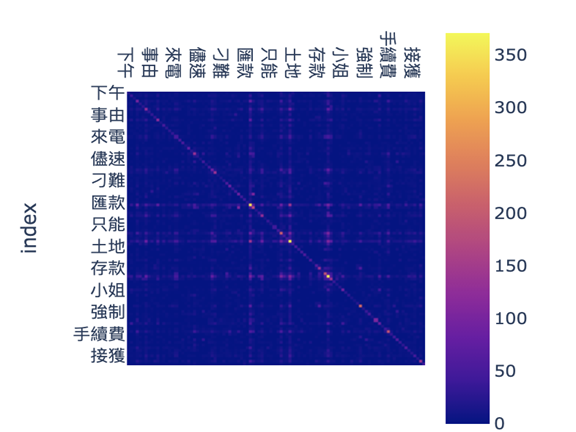 下午
事由
來電
儘速
刁難
匯款
只能
土地
存款
小姐
強制
手續費
接獲
下午
事由
來電
儘速
刁難
匯款
只能
土地
存款
小姐
強制
手續費
接獲
index
350
300
250
200
150
100
50
0